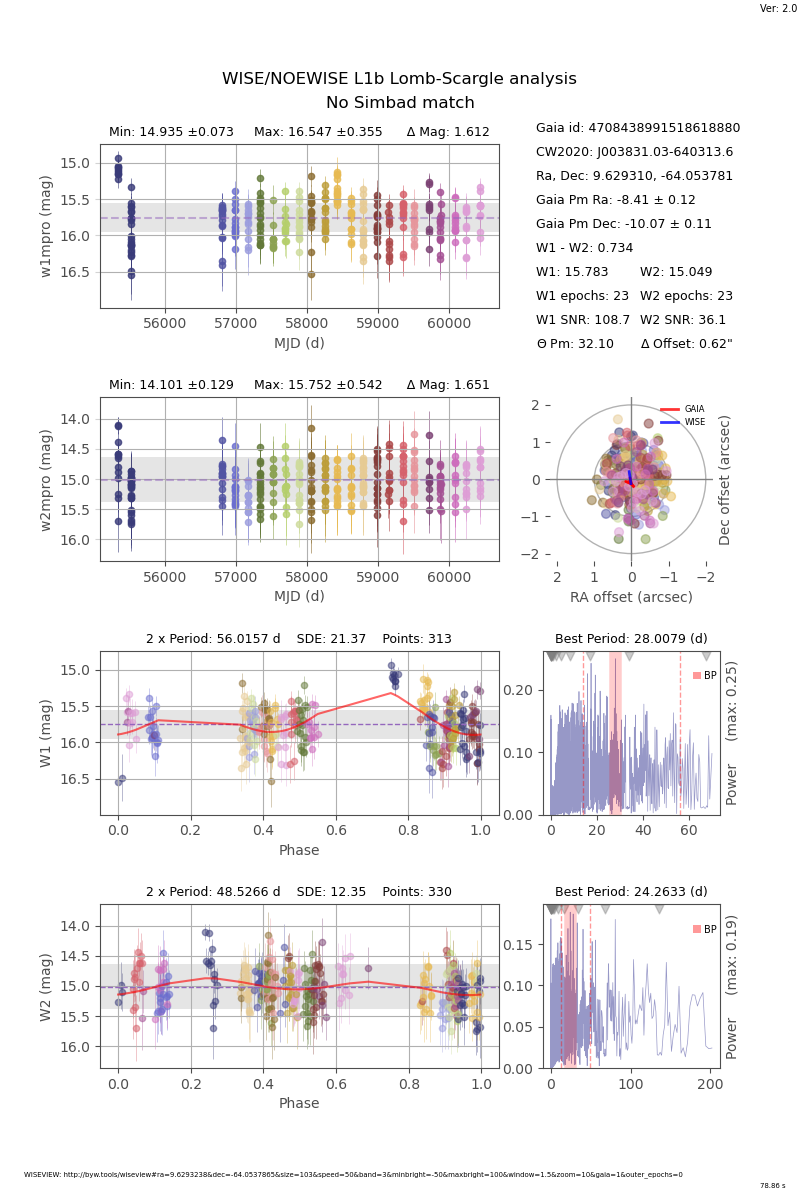 Ver: 2.0
WISE/NOEWISE L1b Lomb-Scargle analysis
No Simbad match
Min: 14.935 ±0.073 Max: 16.547 ±0.355 Δ Mag: 1.612
15.0
15.5
16.0
16.5
w1mpro (mag)
56000 57000 58000 59000 60000
MJD (d)
Gaia id: 4708438991518618880
CW2020: J003831.03-640313.6
Ra, Dec: 9.629310, -64.053781
Gaia Pm Ra: -8.41 ± 0.12
Gaia Pm Dec: -10.07 ± 0.11
W1 - W2: 0.734
W1: 15.783 W2: 15.049
W1 epochs: 23 W2 epochs: 23
W1 SNR: 108.7 W2 SNR: 36.1
Θ Pm: 32.10 Δ Offset: 0.62"
Min: 14.101 ±0.129 Max: 15.752 ±0.542 Δ Mag: 1.651
14.0
14.5
15.0
15.5
16.0
w2mpro (mag)
56000 57000 58000 59000 60000
MJD (d)
GAIA
WISE
2
1
0
−1
−2
Dec offset (arcsec)
2 1 0 −1 −2
RA offset (arcsec)
2 x Period: 56.0157 d SDE: 21.37 Points: 313
15.0
15.5
16.0
16.5
W1 (mag)
0.0 0.2 0.4 0.6 0.8 1.0
Phase
Best Period: 28.0079 (d)
BP
0.20
0.10
0.00
Power (max: 0.25)
0 20 40 60
2 x Period: 48.5266 d SDE: 12.35 Points: 330
14.0
14.5
15.0
15.5
16.0
W2 (mag)
0.0 0.2 0.4 0.6 0.8 1.0
Phase
Best Period: 24.2633 (d)
BP
0.15
0.10
0.05
0.00
Power (max: 0.19)
0 100 200
WISEVIEW: http://byw.tools/wiseview#ra=9.6293238&dec=-64.0537865&size=103&speed=50&band=3&minbright=-50&maxbright=100&window=1.5&zoom=10&gaia=1&outer_epochs=0
78.86 s